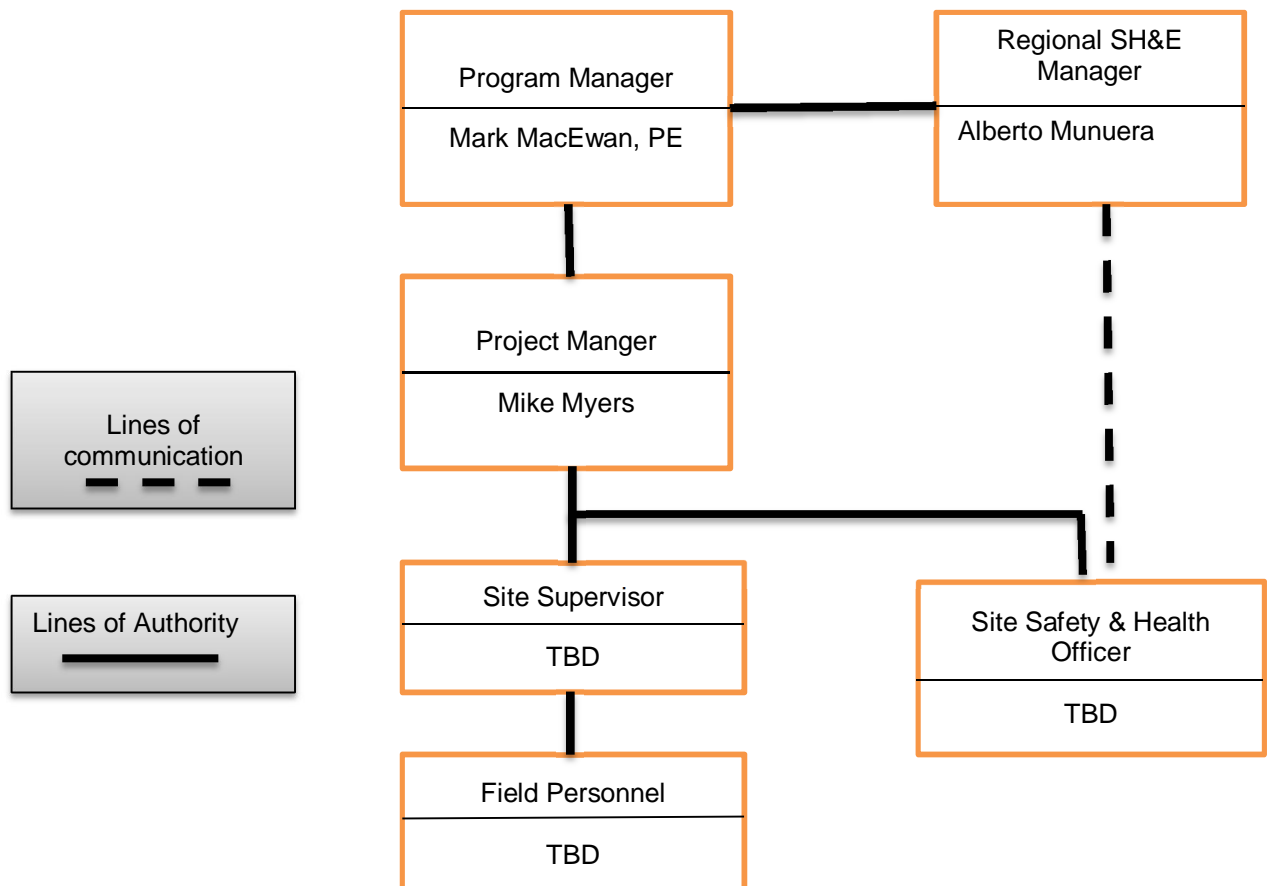 Program Manager
Mark MacEwan, PE
Regional SH&E
Manager
Alberto Munuera
Project Manger
Mike Myers
Lines of
communication
Lines of Authority
Site Supervisor
TBD
Site Safety & Health
Officer
TBD
Field Personnel
TBD